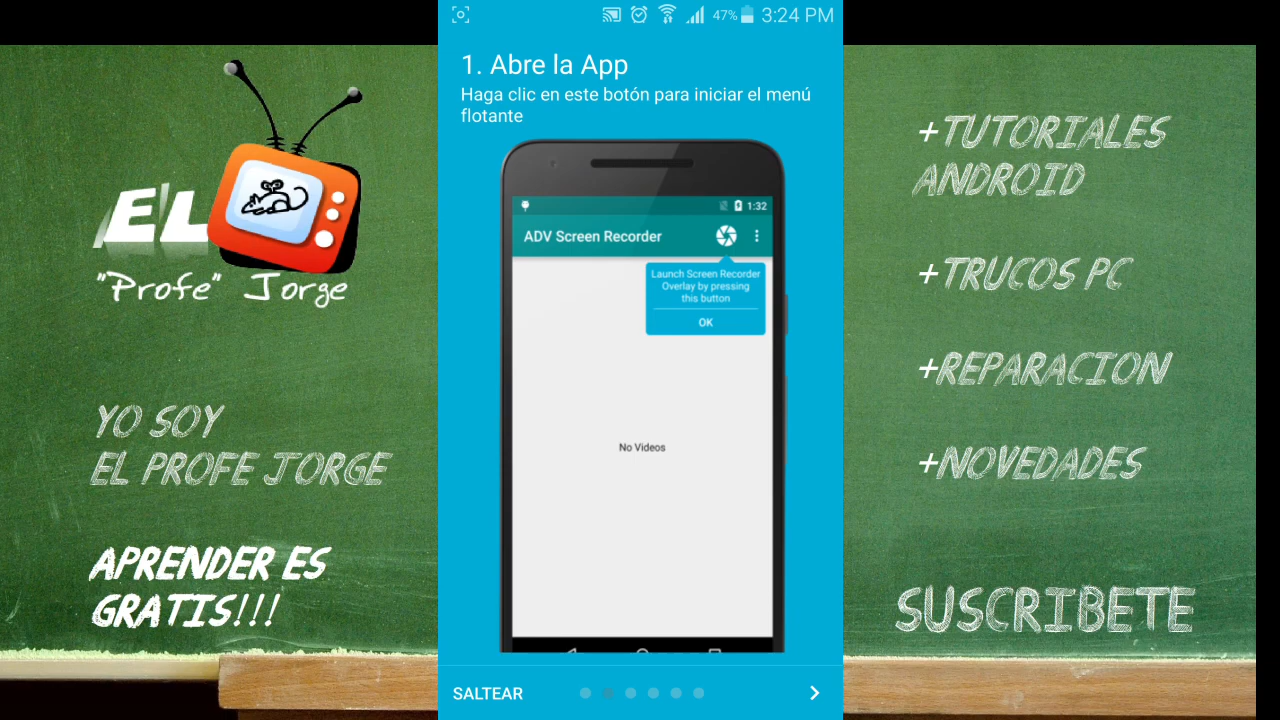 EL
"Profe" Jorge
YO SOY
EL PROFE JORGE
APRENDER ES
GRATIS!!!
47% 3:24 PM
1. Abre la App
Haga clic en este botón para iniciar el menú
flotante
1:32
ADV Screen Recorder
Launch Screen Recorder
Overlay by pressing
this button
OK
No Videos
SALTEAR
+TUTORIALES
ANDROID
+TRUCOS PC
+REPARACION
+NOVEDADES
SUSCRIBETE